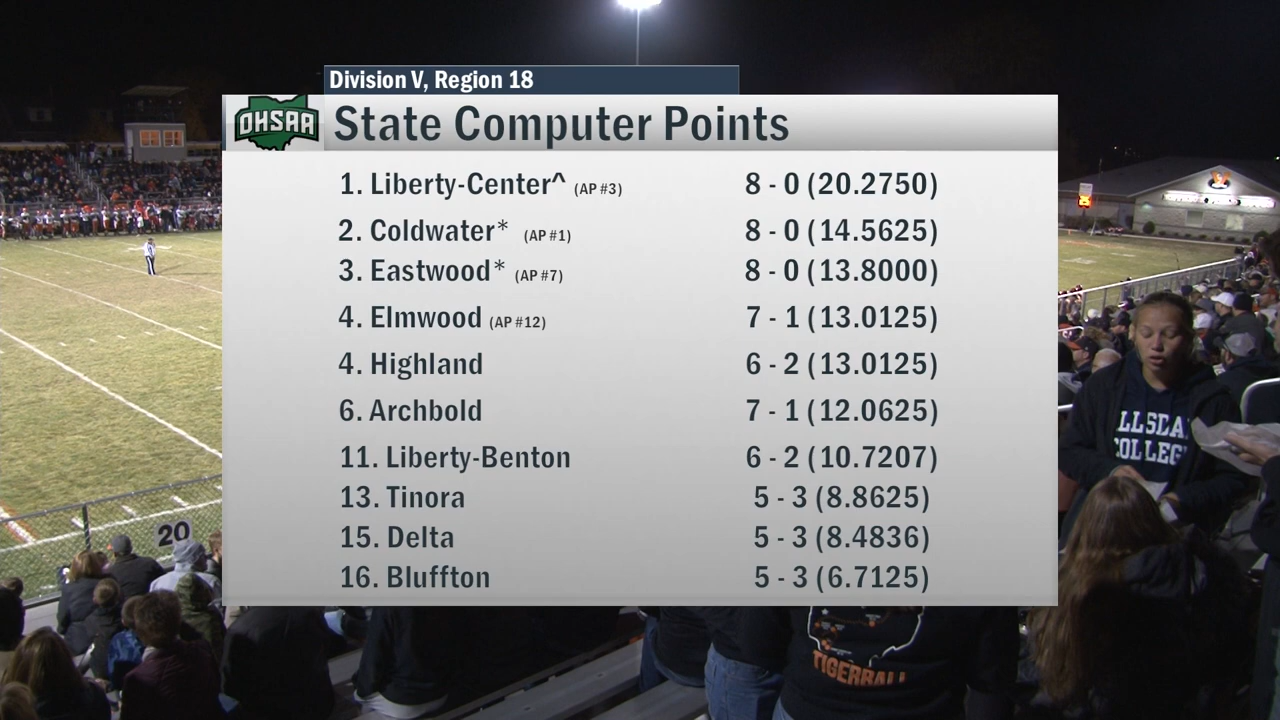 Division V, Region 18
OHSAA
State Computer Points
1. Liberty-Center^ (AP #3) 8 - 0 (20.2750)
2. Coldwater* (AP #1) 8 - 0 (14.5625)
3. Eastwood* (AP #7) 8 - 0 (13.8000)
4. Elmwood (AP #12) 7 - 1 (13.0125)
4. Highland 6 - 2 (13.0125)
6. Archbold 7 - 1 (12.0625)
11. Liberty-Benton 6 - 2 (10.7207)
13. Tinora 5 - 3 (8.8625)
15. Delta 5 - 3 (8.4836)
16. Bluffton 5 - 3 (6.7125)
20
TIGERBALL